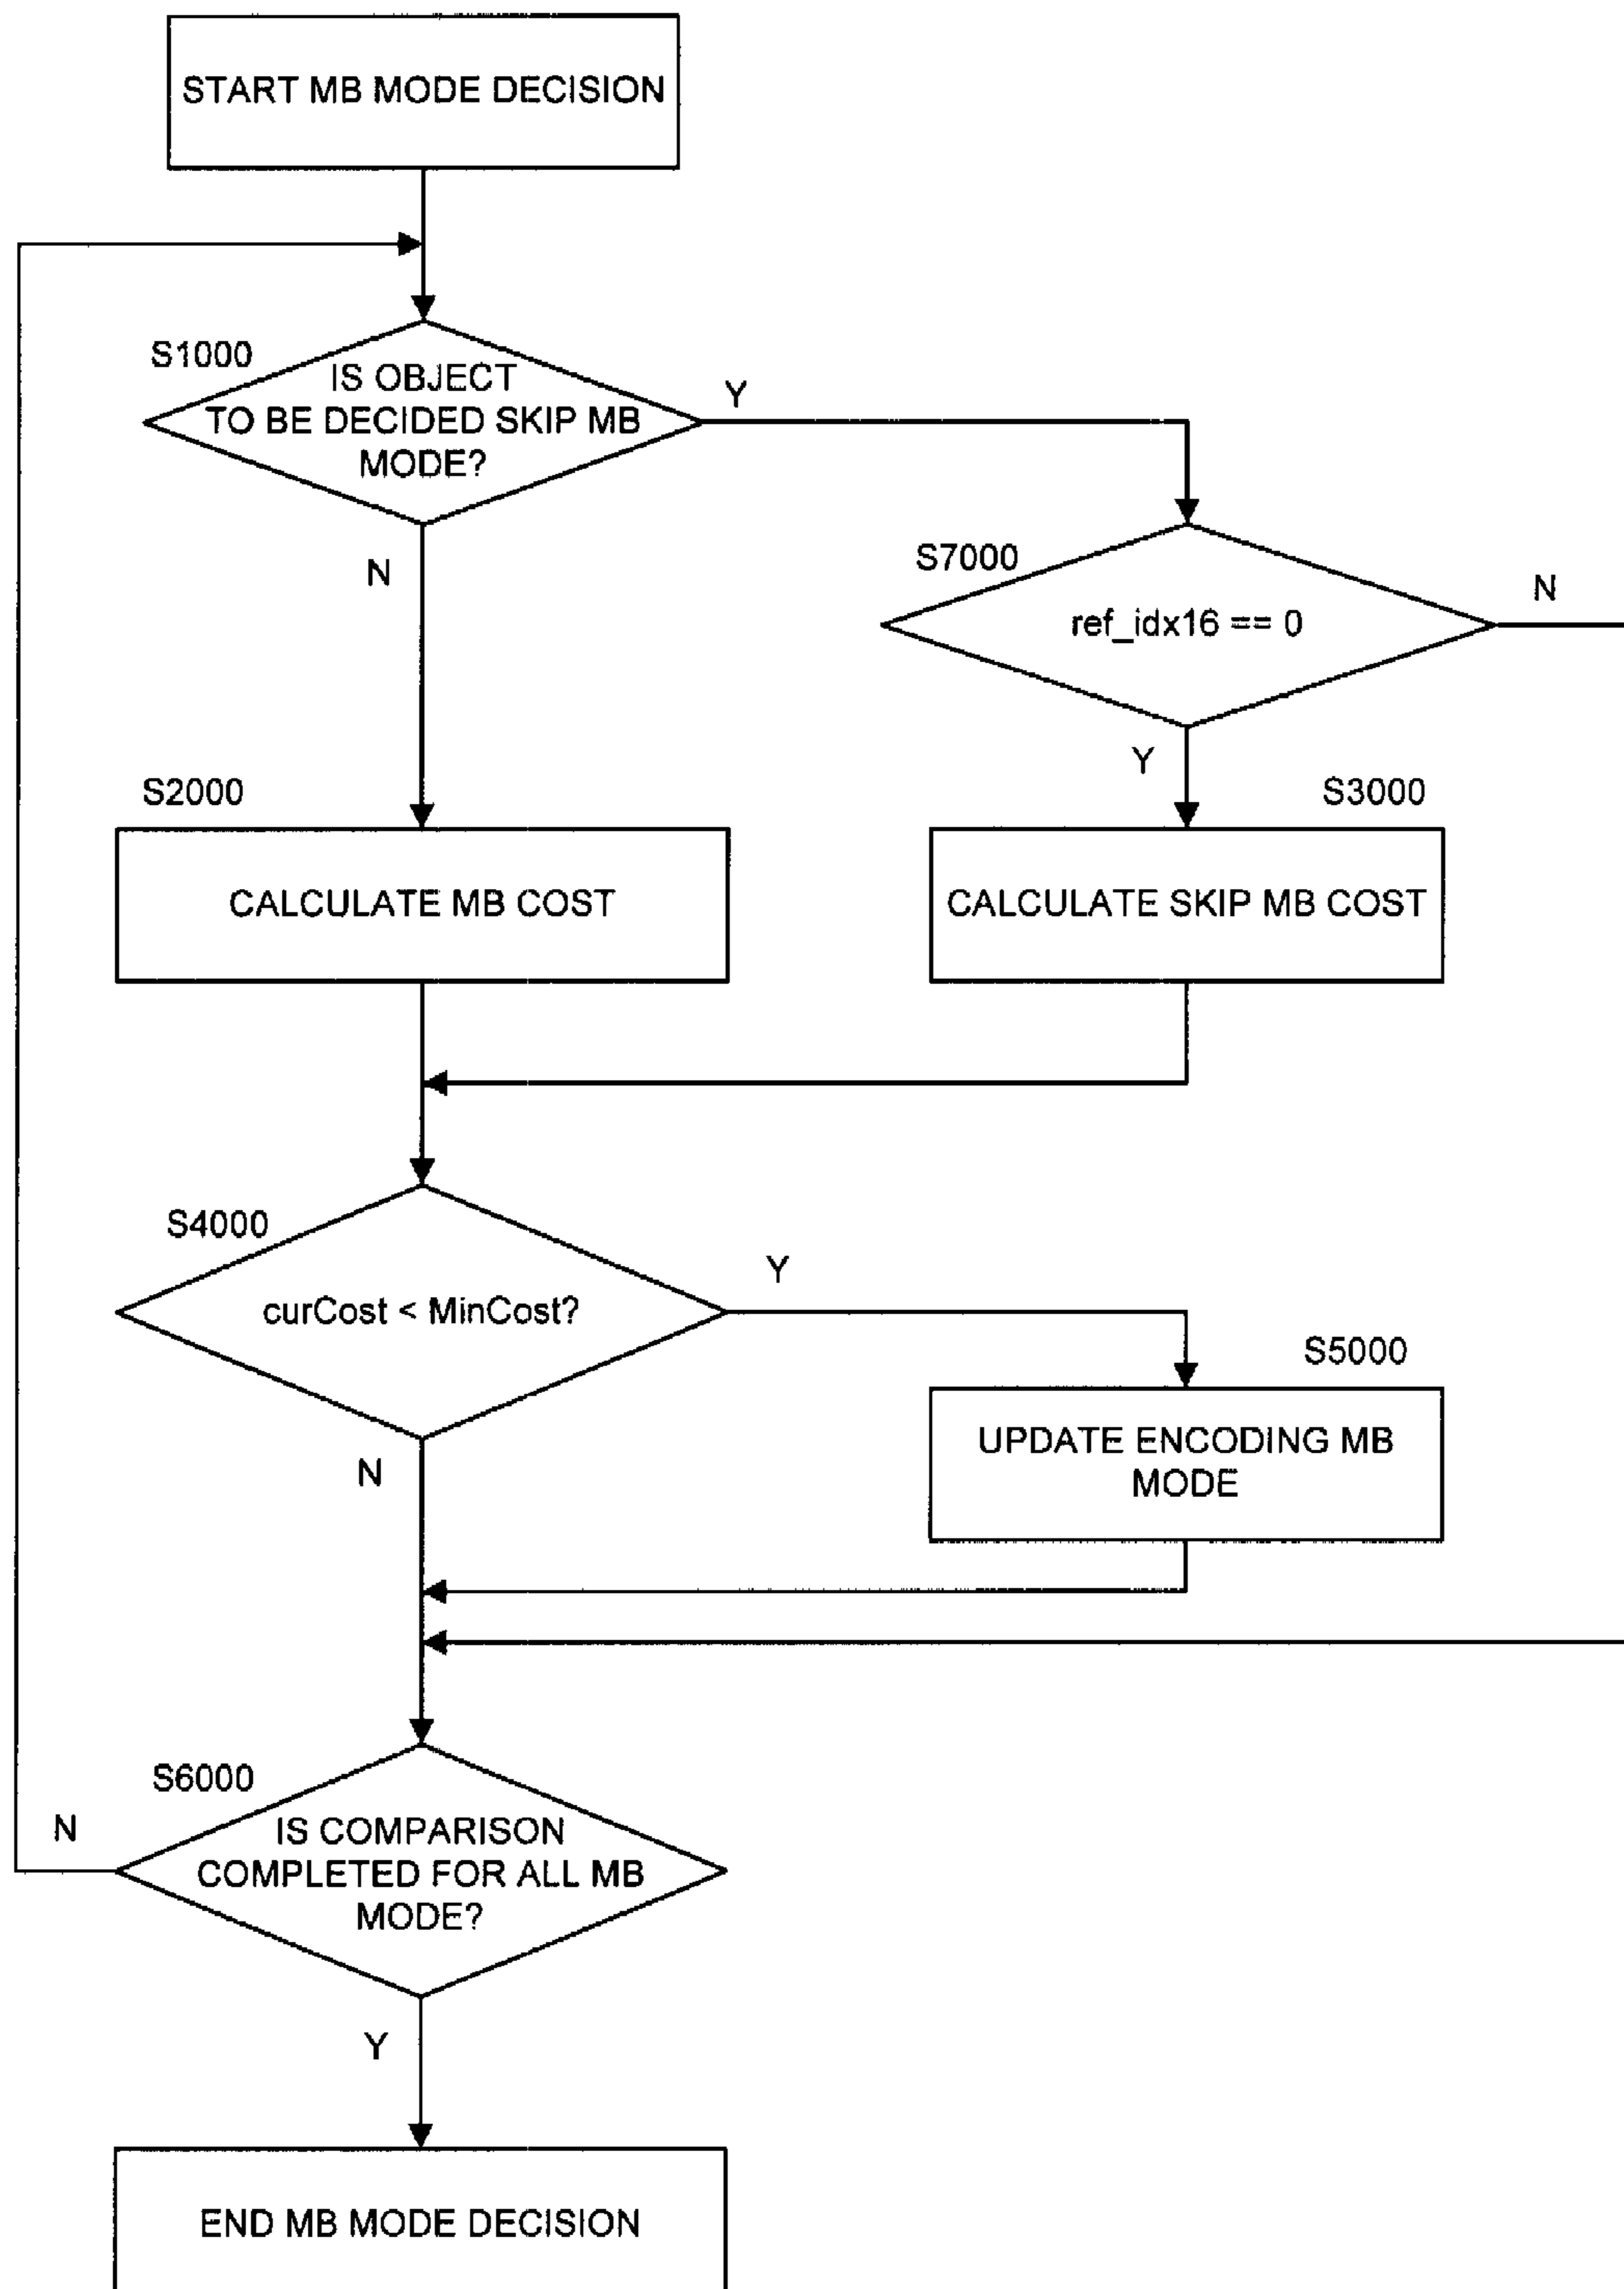 START MB MODE DECISION
S1000
IS OBJECT
TO BE DECIDED SKIP MB
MODE?
Y
N
S7000
ref_idx16 == 0
N
Y
S2000
CALCULATE MB COST
S3000
CALCULATE SKIP MB COST
S4000
curCost < MinCost?
Y
N
S5000
UPDATE ENCODING MB
MODE
S6000
IS COMPARISON
COMPLETED FOR ALL MB
MODE?
N
Y
END MB MODE DECISION